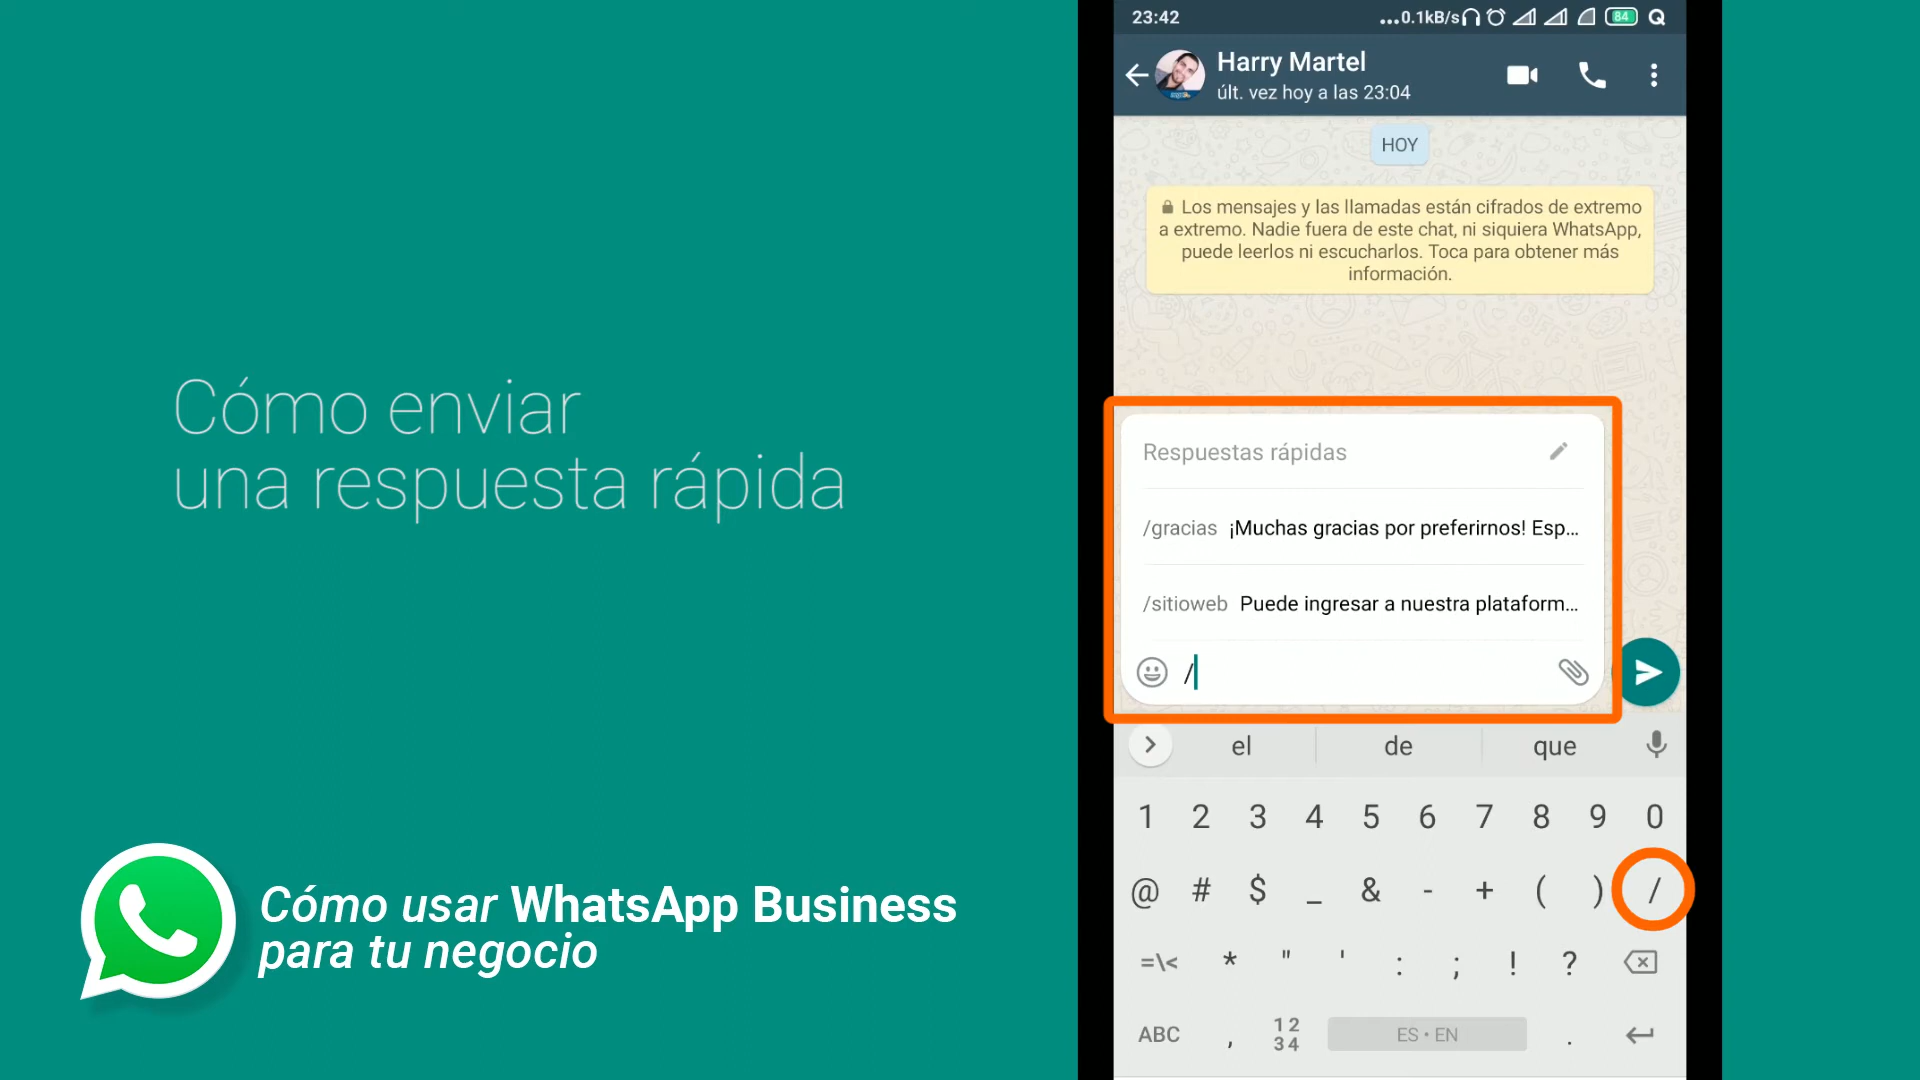 Cómo enviar
una respuesta rápida
Cómo usar WhatsApp Business
para tu negocio
23:42
...0.1kB/s
84
Harry Martel
últ. vez hoy a las 23:04
HOY
Los mensajes y las llamadas están cifrados de extremo
a extremo. Nadie fuera de este chat, ni siquiera WhatsApp,
puede leerlos ni escucharlos. Toca para obtener más
información.
Respuestas rápidas
/gracias ¡Muchas gracias por preferirnos! Esp...
/sitioweb Puede ingresar a nuestra plataform...
/
el de que
1 2 3 4 5 6 7 8 9 0
@ # $ _ & - + ( ) /
=\< * " ' : ; ! ?
ABC , 12 34 ES • EN .